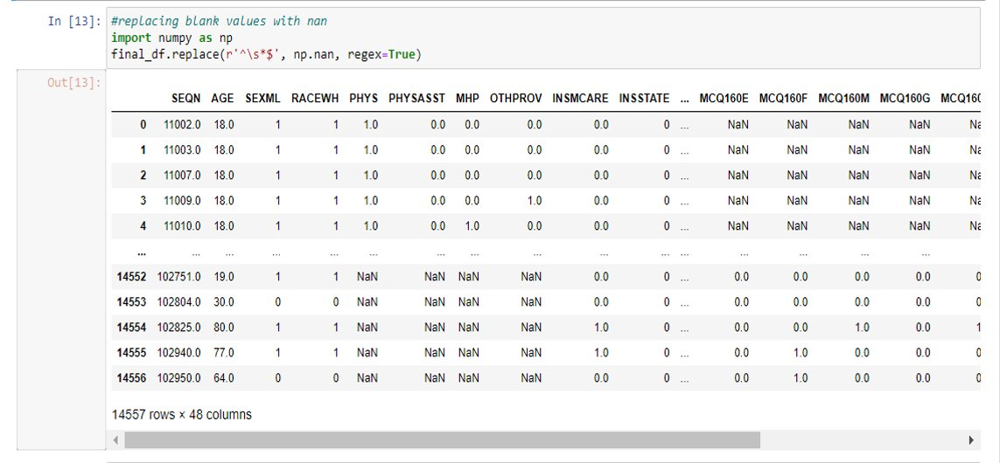 In [13]: #replacing blank values with nan
import numpy as np
final_df.replace(r'^\s*$', np.nan, regex=True)
Out[13]:
SEQN AGE SEXML RACEWH PHYS PHYSASST MHP OTHPROV INSMCARE INSSTATE ... MCQ160E MCQ160F MCQ160M MCQ160G MCQ160
0 11002.0 18.0 1 1 1.0 0.0 0.0 0.0 0.0 0 ... NaN NaN NaN NaN Na
1 11003.0 18.0 1 1 1.0 0.0 0.0 0.0 0.0 0 ... NaN NaN NaN NaN Na
2 11007.0 18.0 1 1 1.0 0.0 0.0 0.0 0.0 0 ... NaN NaN NaN NaN Na
3 11009.0 18.0 1 1 1.0 0.0 0.0 1.0 0.0 0 ... NaN NaN NaN NaN Na
4 11010.0 18.0 1 1 1.0 0.0 1.0 0.0 0.0 0 ... NaN NaN NaN NaN Na
... ... ... ... ... ... ... ... ... ... ... ... ... ... ... ...
14552 102751.0 19.0 1 1 NaN NaN NaN NaN 0.0 0 ... 0.0 0.0 0.0 0.0 0
14553 102804.0 30.0 0 0 NaN NaN NaN NaN 0.0 0 ... 0.0 0.0 0.0 0.0 0
14554 102825.0 80.0 1 1 NaN NaN NaN NaN 1.0 0 ... 0.0 0.0 1.0 0.0 1
14555 102940.0 77.0 1 1 NaN NaN NaN NaN 1.0 0 ... 0.0 1.0 0.0 0.0 0
14556 102950.0 64.0 0 0 NaN NaN NaN NaN 0.0 0 ... 0.0 1.0 0.0 0.0 0
14557 rows × 48 columns